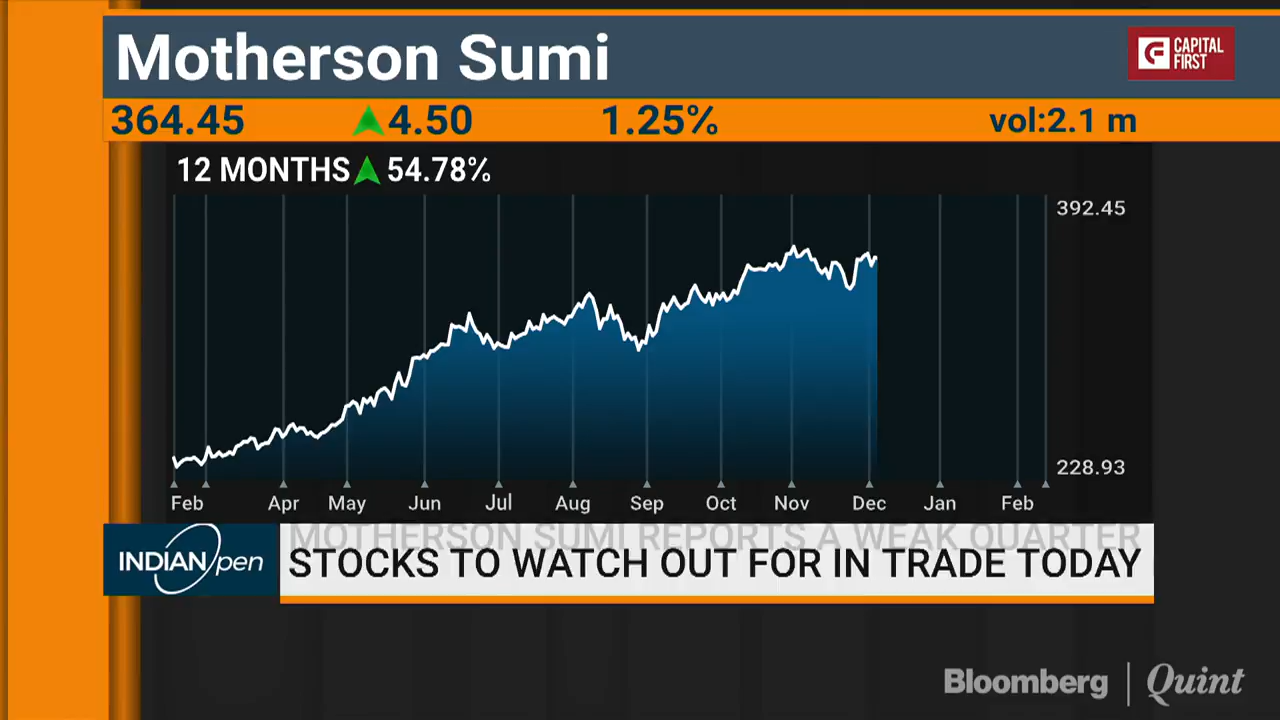 Motherson Sumi
CAPITAL
FIRST
364.45 4.50 1.25% vol:2.1 m
12 MONTHS 54.78%
392.45
228.93
Feb Apr May Jun Jul Aug Sep Oct Nov Dec Jan Feb
MOTHERSON SUMI REPORTS A WEAK QUARTER
INDIAN Open
STOCKS TO WATCH OUT FOR IN TRADE TODAY
Bloomberg | Quint